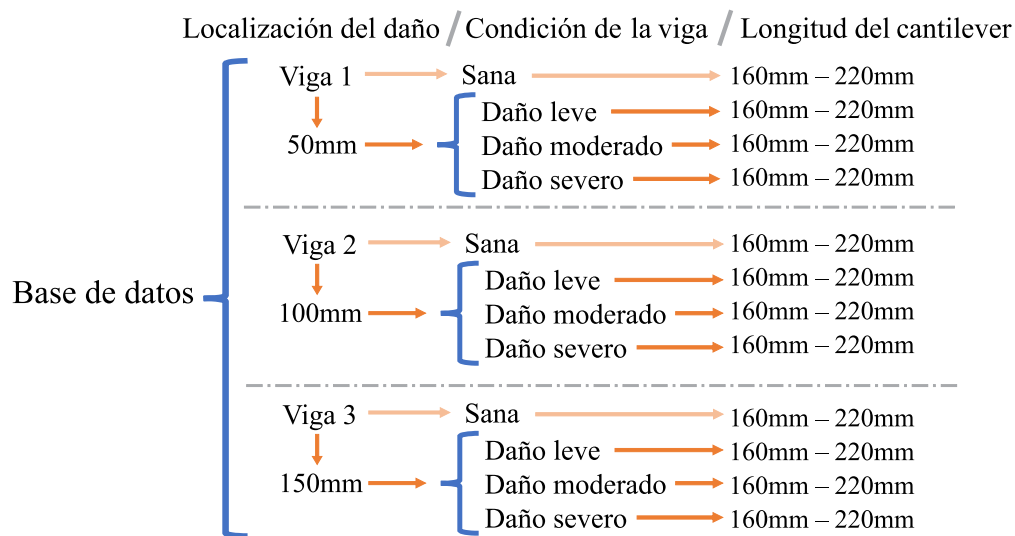 Localización del daño / Condición de la viga / Longitud del cantilever
Viga 1 Sana 160mm – 220mm
Daño leve 160mm – 220mm
50mm Daño moderado 160mm – 220mm
Daño severo 160mm – 220mm
Viga 2 Sana 160mm – 220mm
Daño leve 160mm – 220mm
Base de datos
100mm Daño moderado 160mm – 220mm
Daño severo 160mm – 220mm
Viga 3 Sana 160mm – 220mm
Daño leve 160mm – 220mm
150mm Daño moderado 160mm – 220mm
Daño severo 160mm – 220mm